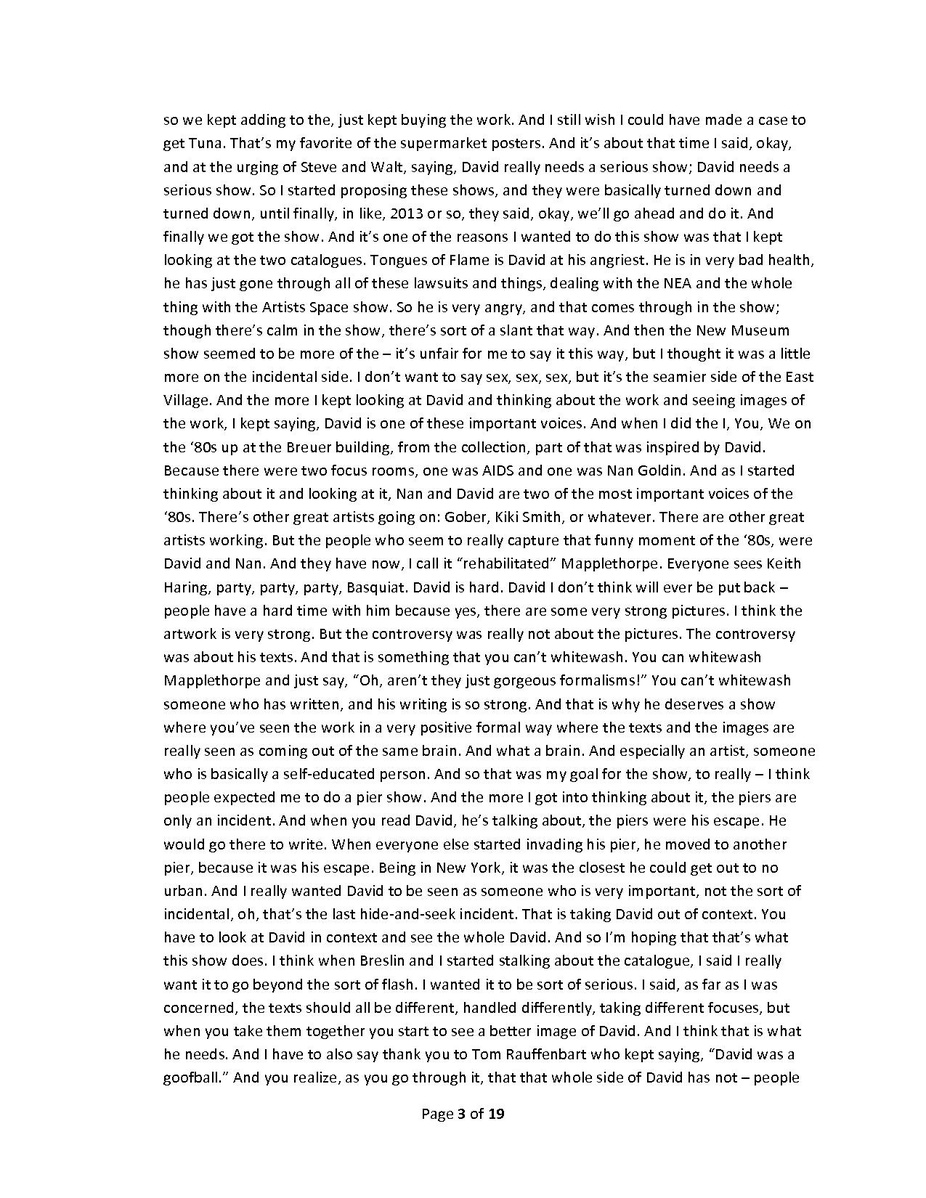 so we kept adding to the, just kept buying the work. And I still wish I could have made a case to
get Tuna. That’s my favorite of the supermarket posters. And it’s about that time I said, okay,
and at the urging of Steve and Walt, saying, David really needs a serious show; David needs a
serious show. So I started proposing these shows, and they were basically turned down and
turned down, until finally, in like, 2013 or so, they said, okay, we’ll go ahead and do it. And
finally we got the show. And it’s one of the reasons I wanted to do this show was that I kept
looking at the two catalogues. Tongues of Flame is David at his angriest. He is in very bad health,
he has just gone through all of these lawsuits and things, dealing with the NEA and the whole
thing with the Artists Space show. So he is very angry, and that comes through in the show;
though there’s calm in the show, there’s sort of a slant that way. And then the New Museum
show seemed to be more of the – it’s unfair for me to say it this way, but I thought it was a little
more on the incidental side. I don’t want to say sex, sex, sex, but it’s the seamier side of the East
Village. And the more I kept looking at David and thinking about the work and seeing images of
the work, I kept saying, David is one of these important voices. And when I did the I, You, We on
the ‘80s up at the Breuer building, from the collection, part of that was inspired by David.
Because there were two focus rooms, one was AIDS and one was Nan Goldin. And as I started
thinking about it and looking at it, Nan and David are two of the most important voices of the
‘80s. There’s other great artists going on: Gober, Kiki Smith, or whatever. There are other great
artists working. But the people who seem to really capture that funny moment of the ‘80s, were
David and Nan. And they have now, I call it “rehabilitated” Mapplethorpe. Everyone sees Keith
Haring, party, party, party, Basquiat. David is hard. David I don’t think will ever be put back –
people have a hard time with him because yes, there are some very strong pictures. I think the
artwork is very strong. But the controversy was really not about the pictures. The controversy
was about his texts. And that is something that you can’t whitewash. You can whitewash
Mapplethorpe and just say, “Oh, aren’t they just gorgeous formalisms!” You can’t whitewash
someone who has written, and his writing is so strong. And that is why he deserves a show
where you’ve seen the work in a very positive formal way where the texts and the images are
really seen as coming out of the same brain. And what a brain. And especially an artist, someone
who is basically a self-educated person. And so that was my goal for the show, to really – I think
people expected me to do a pier show. And the more I got into thinking about it, the piers are
only an incident. And when you read David, he’s talking about, the piers were his escape. He
would go there to write. When everyone else started invading his pier, he moved to another
pier, because it was his escape. Being in New York, it was the closest he could get out to no
urban. And I really wanted David to be seen as someone who is very important, not the sort of
incidental, oh, that’s the last hide-and-seek incident. That is taking David out of context. You
have to look at David in context and see the whole David. And so I’m hoping that that’s what
this show does. I think when Breslin and I started stalking about the catalogue, I said I really
want it to go beyond the sort of flash. I wanted it to be sort of serious. I said, as far as I was
concerned, the texts should all be different, handled differently, taking different focuses, but
when you take them together you start to see a better image of David. And I think that is what
he needs. And I have to also say thank you to Tom Rauffenbart who kept saying, “David was a
goofball.” And you realize, as you go through it, that that whole side of David has not – people
Page 3 of 19